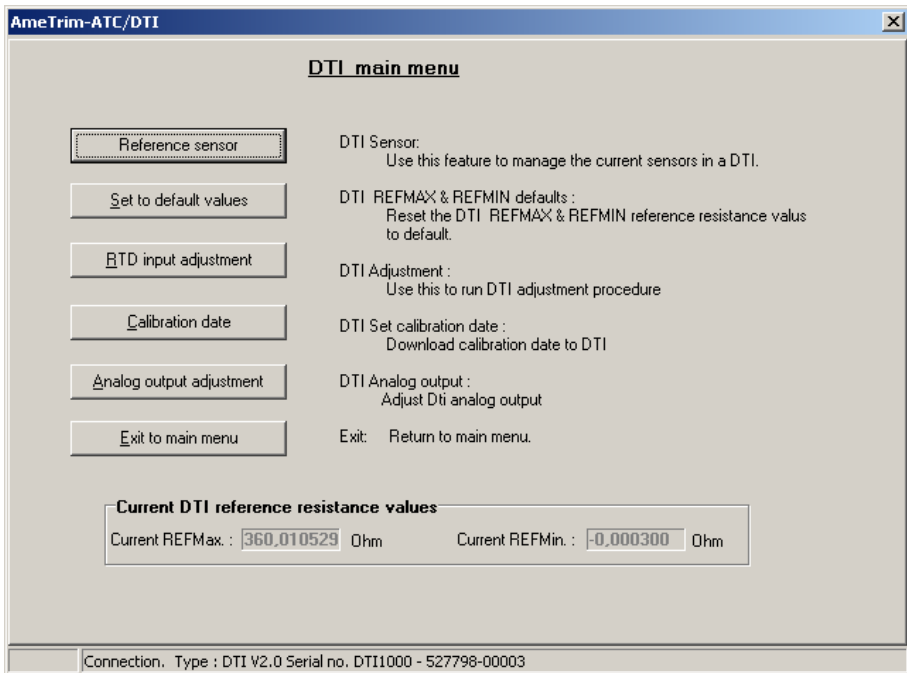 AmeTrim-ATC/DTI
DTI main menu
Reference sensor
DTI Sensor:
Use this feature to manage the current sensors in a DTI.
Set to default values
DTI REFMAX & REFMIN defaults :
Reset the DTI REFMAX & REFMIN reference resistance valus
to default.
RTD input adjustment
DTI Adjustment :
Use this to run DTI adjustment procedure
Calibration date
DTI Set calibration date :
Download calibration date to DTI
Analog output adjustment
DTI Analog output :
Adjust Dti analog output
Exit to main menu
Exit: Return to main menu.
Current DTI reference resistance values
Current REFMax. : 360,010529 Ohm Current REFMin. : -0,000300 Ohm
Connection. Type : DTI V2.0 Serial no. DTI1000 - 527798-00003